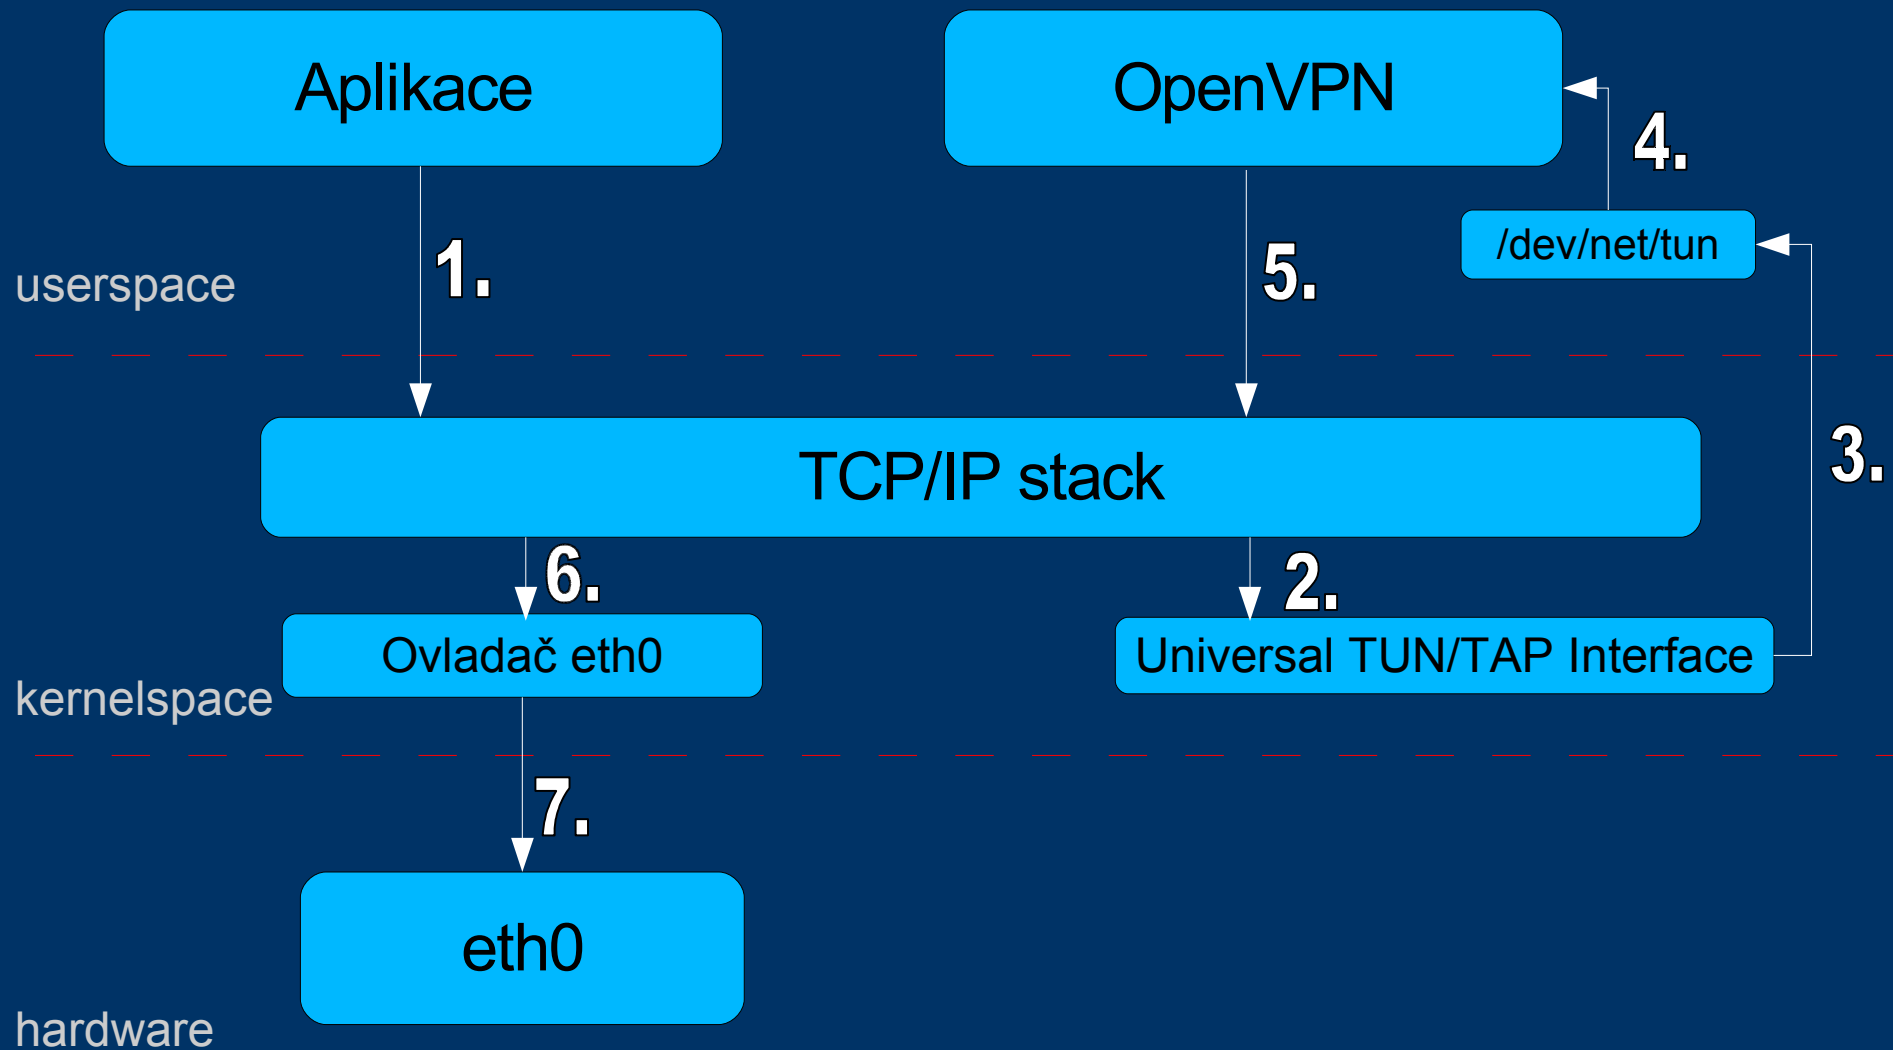 Aplikace
OpenVPN
4.
/dev/net/tun
1.
5.
userspace
TCP/IP stack
3.
6.
2.
Ovladač eth0
Universal TUN/TAP Interface
kernelspace
7.
eth0
hardware